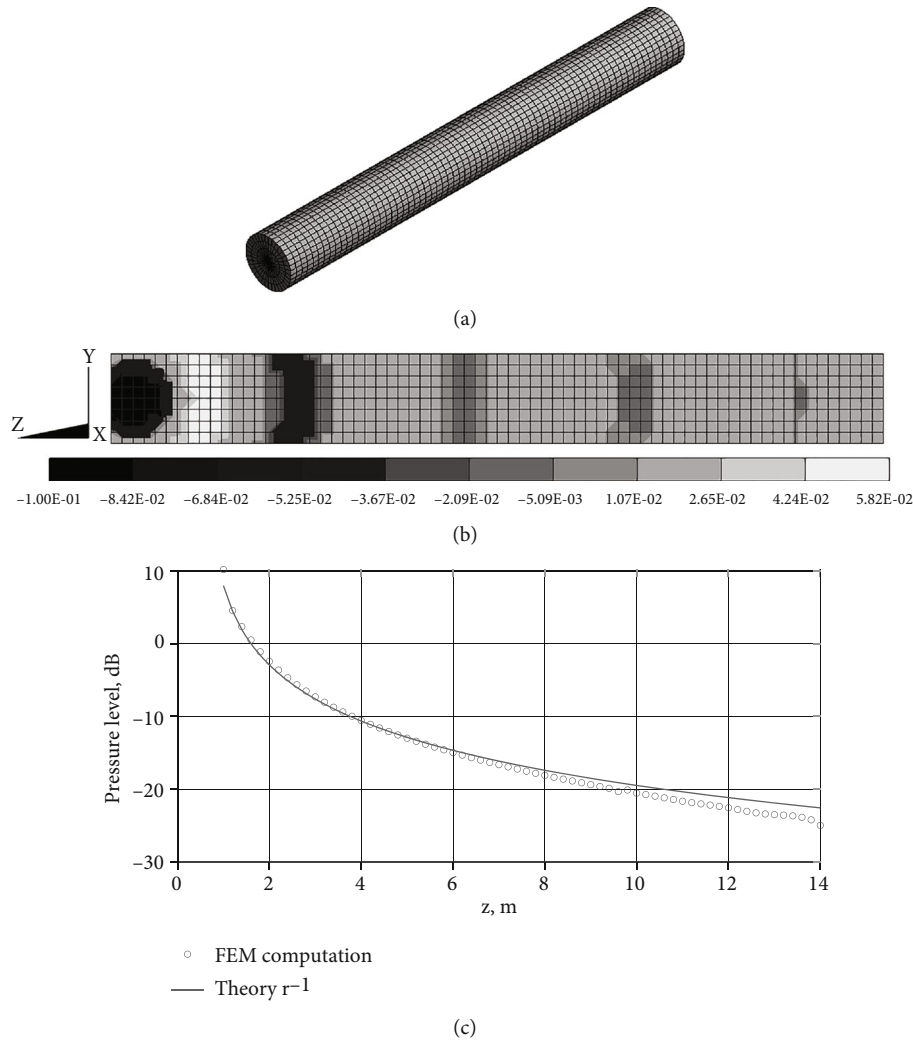 (a)
Y
Z
X
−1.00E-01 −8.42E-02 −6.84E-02 −5.25E-02 −3.67E-02 −2.09E-02 −5.09E-03 1.07E-02 2.65E-02 4.24E-02 5.82E-02
(b)
10
0
−10
−20
−30
Pressure level, dB
0 2 4 6 8 10 12 14
z, m
FEM computation
Theory r−1
(c)